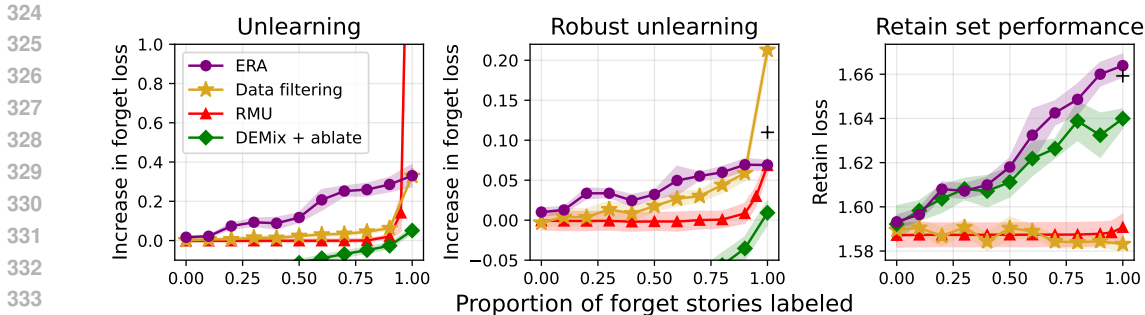 324
325
326
327
328
329
330
331
332
333
Unlearning
Increase in forget loss
1.0
0.8
0.6
0.4
0.2
0.0
ERA
Data filtering
RMU
DEMix + ablate
0.00 0.25 0.50 0.75 1.00
Robust unlearning
Increase in forget loss
0.20
0.15
0.10
0.05
0.00
−0.05
0.00 0.25 0.50 0.75 1.00
Retain set performance
Retain loss
1.66
1.64
1.62
1.60
1.58
0.00 0.25 0.50 0.75 1.00
Proportion of forget stories labeled